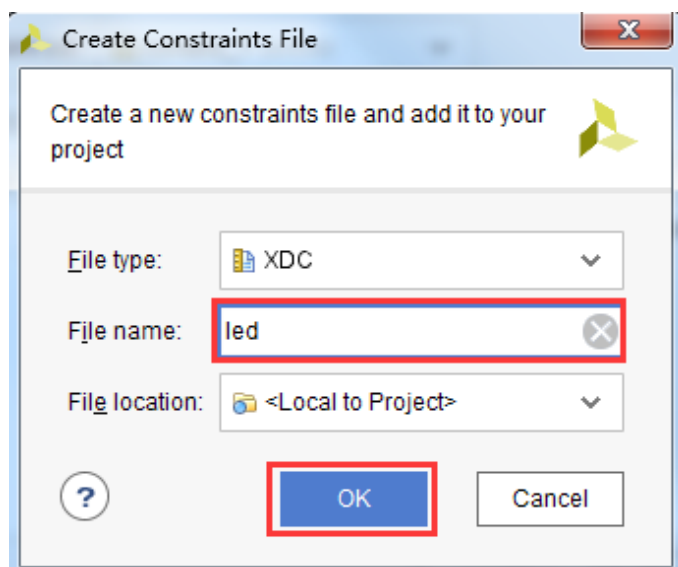 Create Constraints File
Create a new constraints file and add it to your
project
File type: XDC
File name: led
File location: <Local to Project>
? OK Cancel